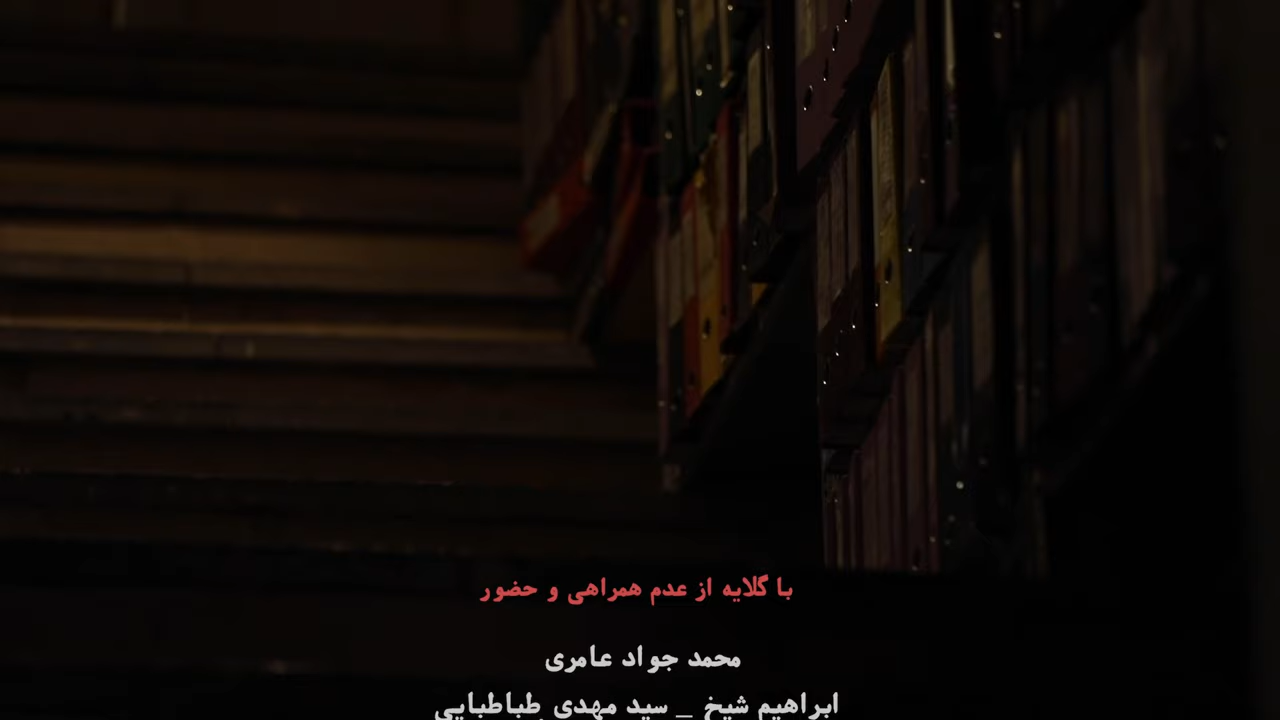 با گلایه از عدم همراهی و حضور
محمد جواد عامری
ابراهیم شیخ _ سید مهدی طباطبایی